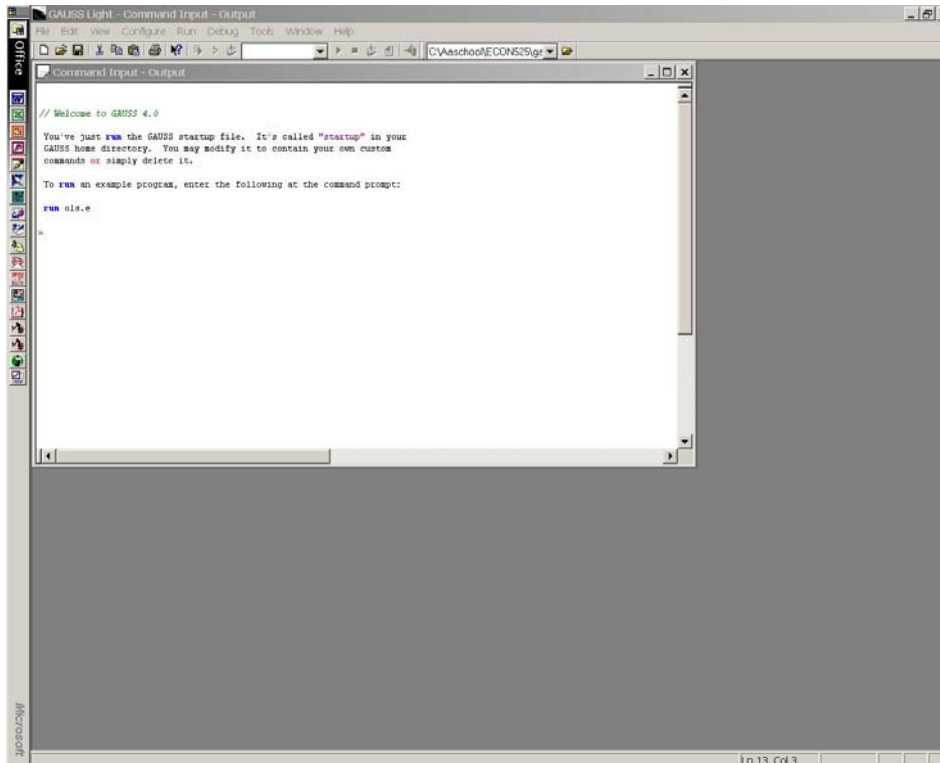 GAUSS Light - Command Input - Output
File Edit View Configure Run Debug Tools Window Help
Office
Command Input - Output
// Welcome to GAUSS 4.0
You've just run the GAUSS startup file. It's called "startup" in your
GAUSS home directory. You may modify it to contain your own custom
commands or simply delete it.
To run an example program, enter the following at the command prompt:
run ols.e
»
Microsoft
Ln 13, Col 3